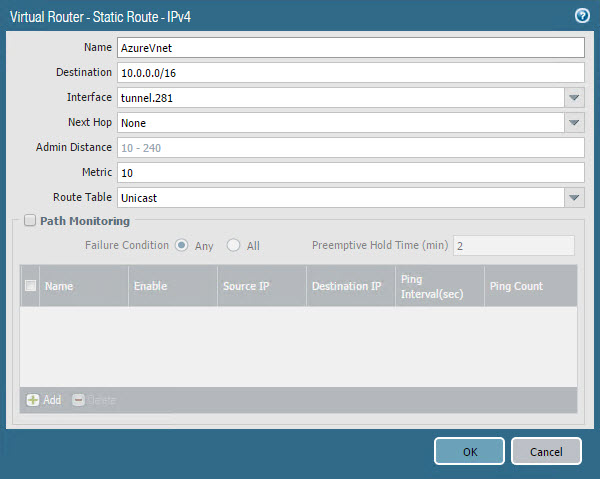 Virtual Router - Static Route - IPv4
Name AzureVnet
Destination 10.0.0.0/16
Interface tunnel.281
Next Hop None
Admin Distance 10 - 240
Metric 10
Route Table Unicast
Path Monitoring
Failure Condition Any All Preemptive Hold Time (min) 2
Name Enable Source IP Destination IP Ping Interval(sec) Ping Count
Add Delete
OK Cancel